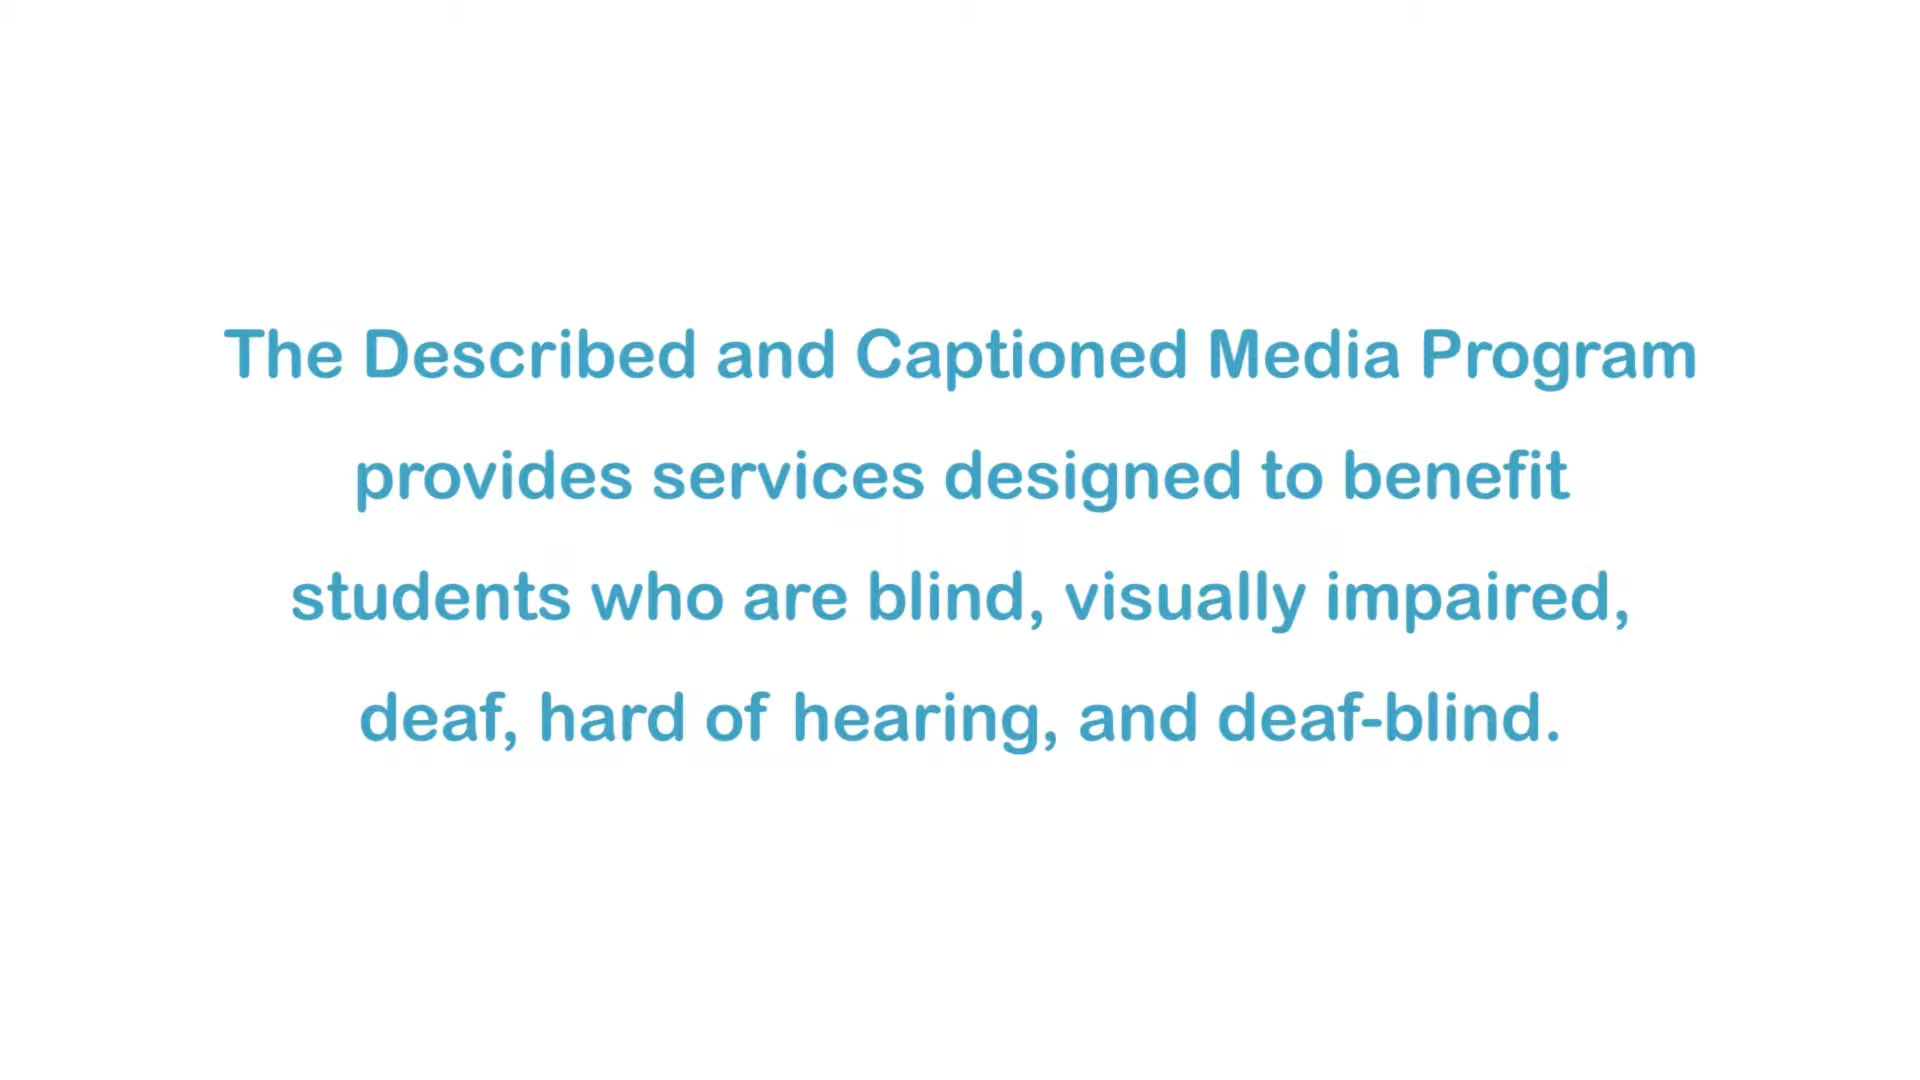 The Described and Captioned Media Program
provides services designed to benefit
students who are blind, visually impaired,
deaf, hard of hearing, and deaf-blind.